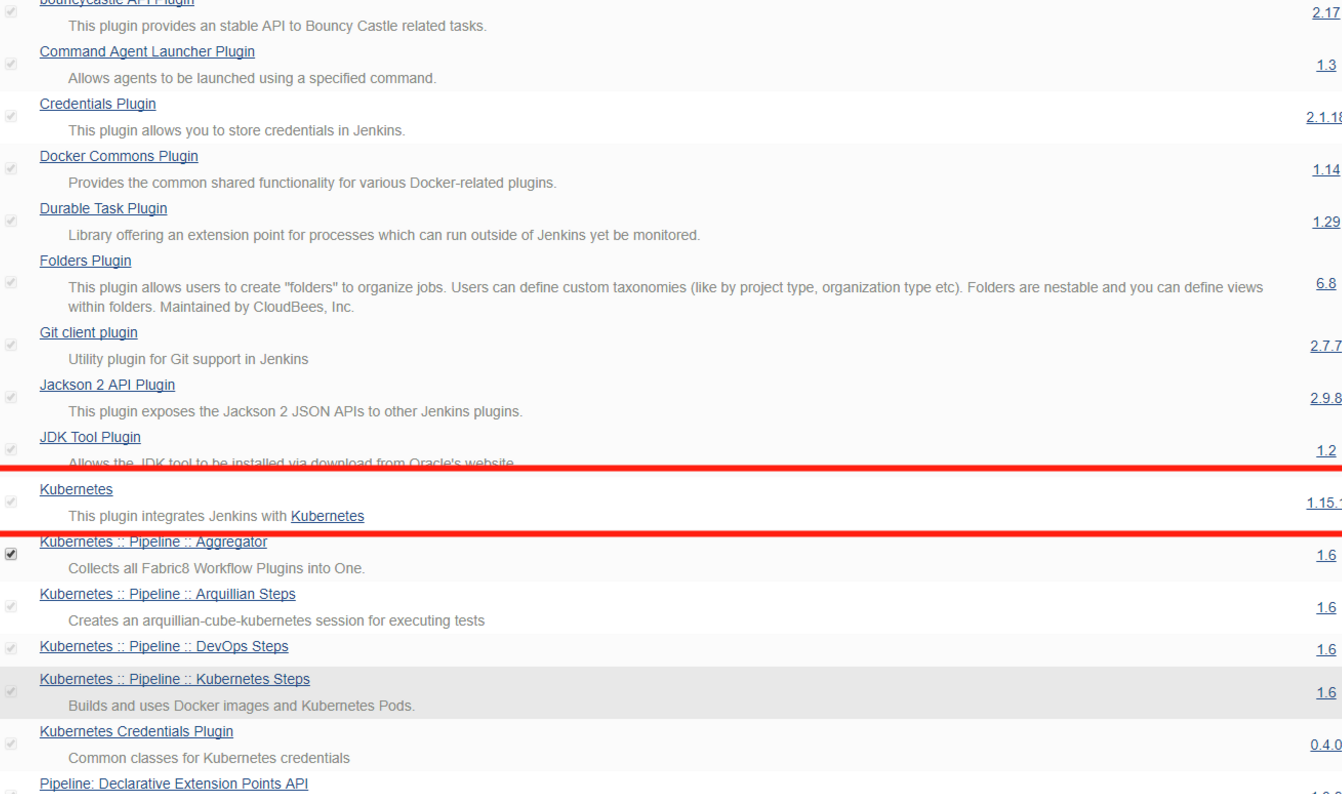 bouncycastle API Plugin
2.17
This plugin provides an stable API to Bouncy Castle related tasks.
Command Agent Launcher Plugin
1.3
Allows agents to be launched using a specified command.
Credentials Plugin
2.1.18
This plugin allows you to store credentials in Jenkins.
Docker Commons Plugin
1.14
Provides the common shared functionality for various Docker-related plugins.
Durable Task Plugin
1.29
Library offering an extension point for processes which can run outside of Jenkins yet be monitored.
Folders Plugin
This plugin allows users to create "folders" to organize jobs. Users can define custom taxonomies (like by project type, organization type etc). Folders are nestable and you can define views
6.8
within folders. Maintained by CloudBees, Inc.
Git client plugin
2.7.7
Utility plugin for Git support in Jenkins
Jackson 2 API Plugin
2.9.8
This plugin exposes the Jackson 2 JSON APIs to other Jenkins plugins.
JDK Tool Plugin
1.2
Allows the JDK tool to be installed via download from Oracle's website
Kubernetes
1.15.1
This plugin integrates Jenkins with Kubernetes
Kubernetes :: Pipeline :: Aggregator
1.6
Collects all Fabric8 Workflow Plugins into One.
Kubernetes :: Pipeline :: Arquillian Steps
1.6
Creates an arquillian-cube-kubernetes session for executing tests
Kubernetes :: Pipeline :: DevOps Steps
1.6
Kubernetes :: Pipeline :: Kubernetes Steps
1.6
Builds and uses Docker images and Kubernetes Pods.
Kubernetes Credentials Plugin
0.4.0
Common classes for Kubernetes credentials
Pipeline: Declarative Extension Points API